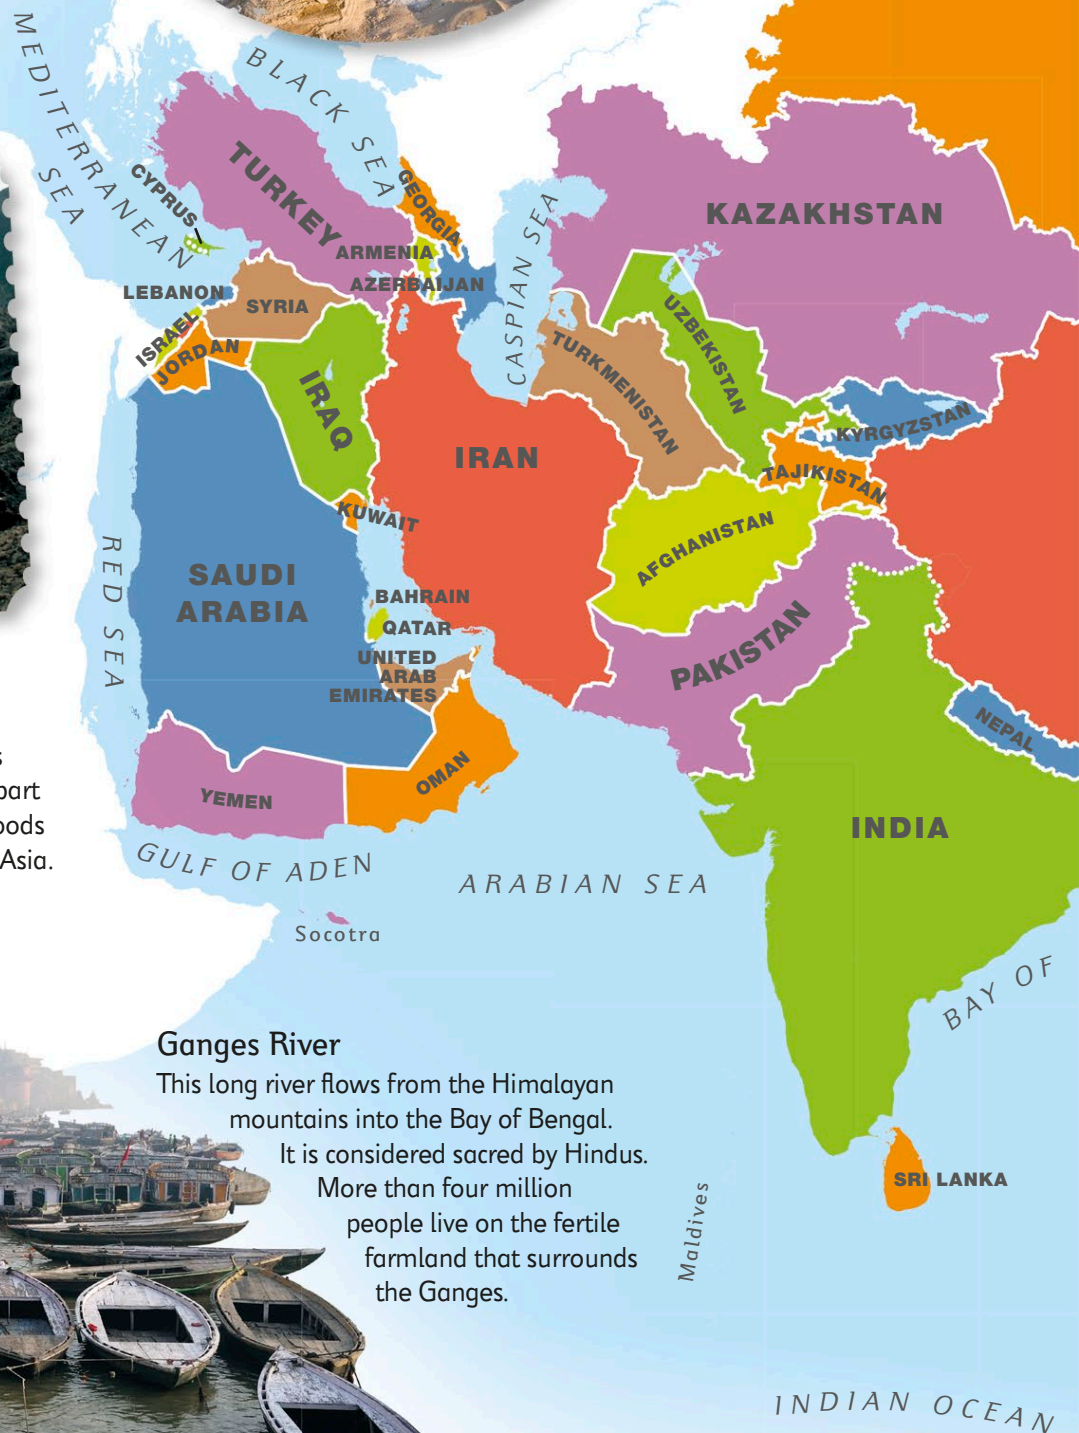 MEDITERRANEAN
SEA
BLACK SEA
CYPRUS
TURKEY
GEORGIA
ARMENIA
AZERBAIJAN
CASPIAN SEA
KAZAKHSTAN
LEBANON
SYRIA
ISRAEL
JORDAN
IRAQ
UZBEKISTAN
TURKMENISTAN
KYRGYZSTAN
TAJIKISTAN
IRAN
KUWAIT
AFGHANISTAN
RED SEA
SAUDI
ARABIA
BAHRAIN
QATAR
UNITED
ARAB
EMIRATES
PAKISTAN
NEPAL
OMAN
YEMEN
INDIA
s
part
oods
Asia.
GULF OF ADEN
ARABIAN SEA
Socotra
BAY OF
Ganges River
This long river flows from the Himalayan
mountains into the Bay of Bengal.
It is considered sacred by Hindus.
More than four million
people live on the fertile
farmland that surrounds
the Ganges.
Maldives
SRI LANKA
INDIAN OCEAN